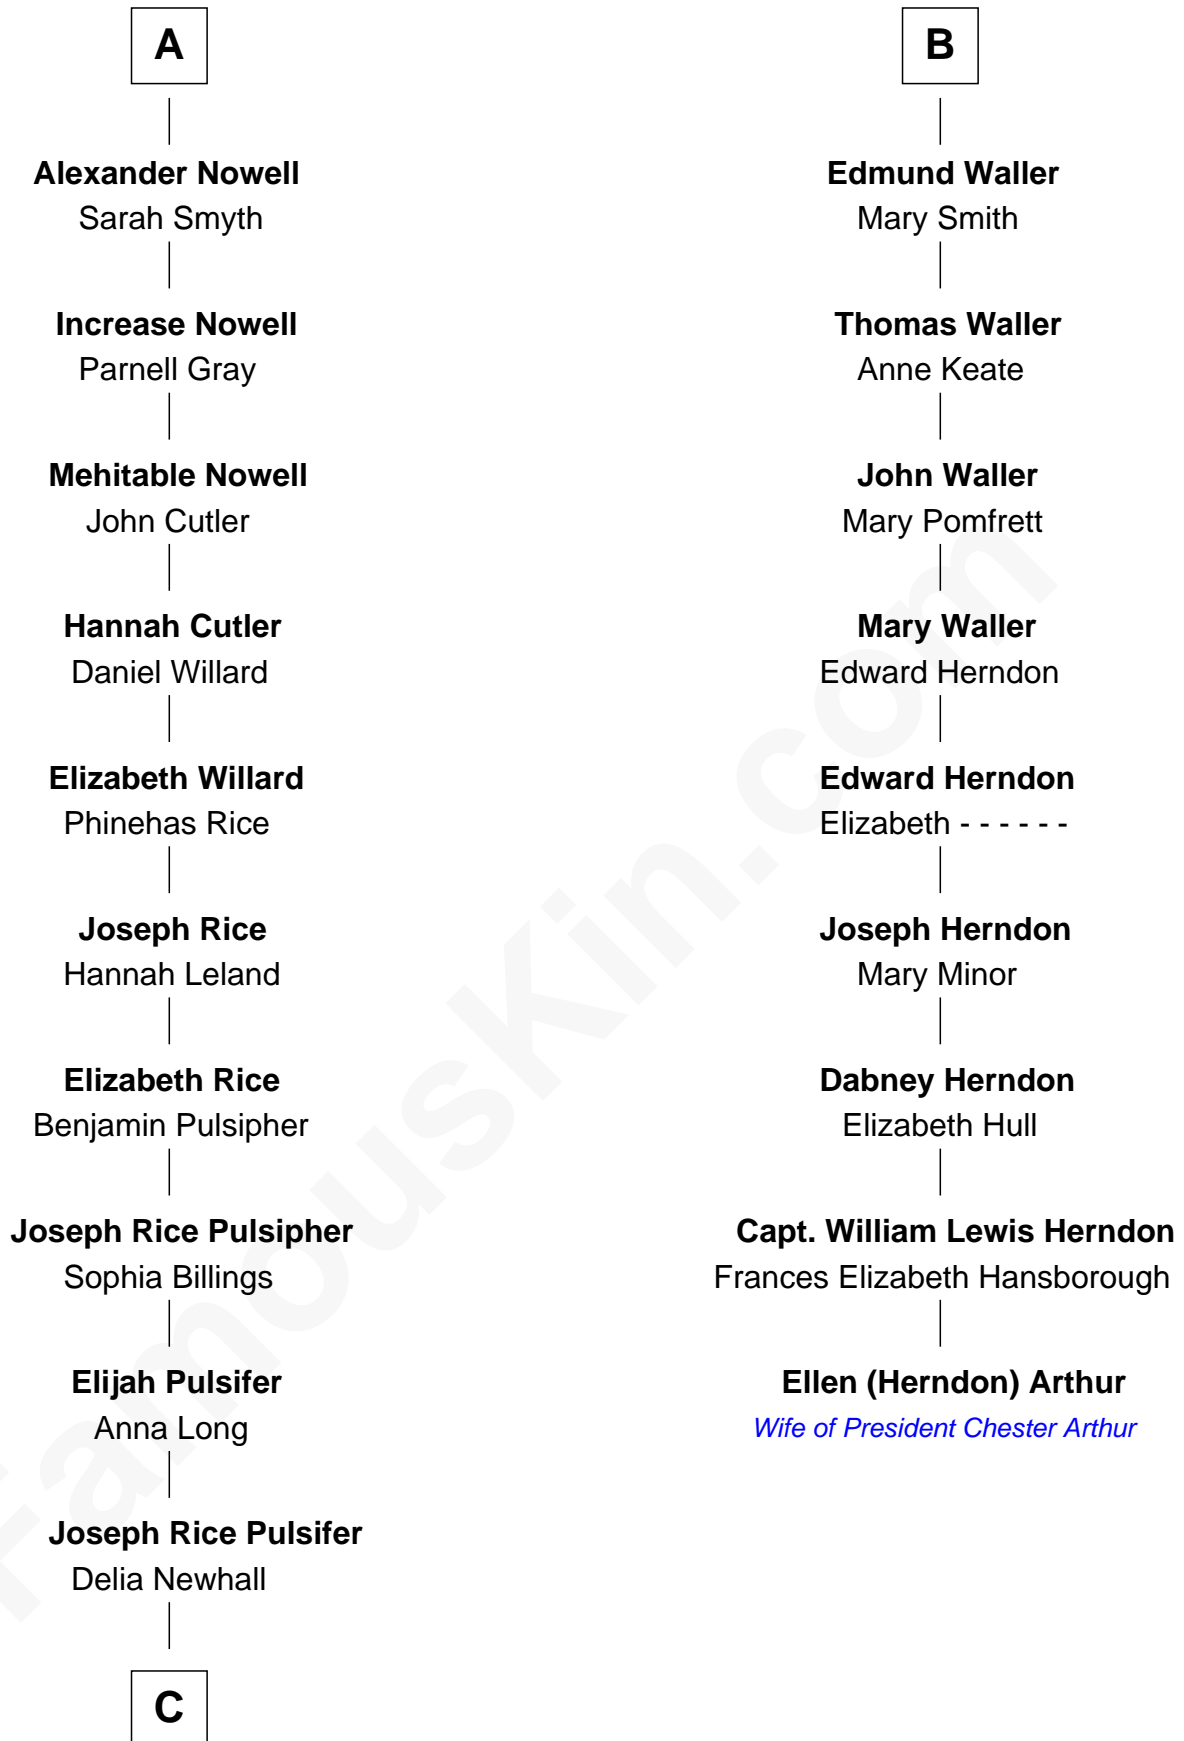 A
Alexander Nowell
Sarah Smyth
Increase Nowell
Parnell Gray
Mehitable Nowell
John Cutler
Hannah Cutler
Daniel Willard
Elizabeth Willard
Phinehas Rice
Joseph Rice
Hannah Leland
Elizabeth Rice
Benjamin Pulsipher
Joseph Rice Pulsipher
Sophia Billings
Elijah Pulsifer
Anna Long
Joseph Rice Pulsifer
Delia Newhall
C
B
Edmund Waller
Mary Smith
Thomas Waller
Anne Keate
John Waller
Mary Pomfrett
Mary Waller
Edward Herndon
Edward Herndon
Elizabeth - - - - - -
Joseph Herndon
Mary Minor
Dabney Herndon
Elizabeth Hull
Capt. William Lewis Herndon
Frances Elizabeth Hansborough
Ellen (Herndon) Arthur
Wife of President Chester Arthur
FamousKin.com